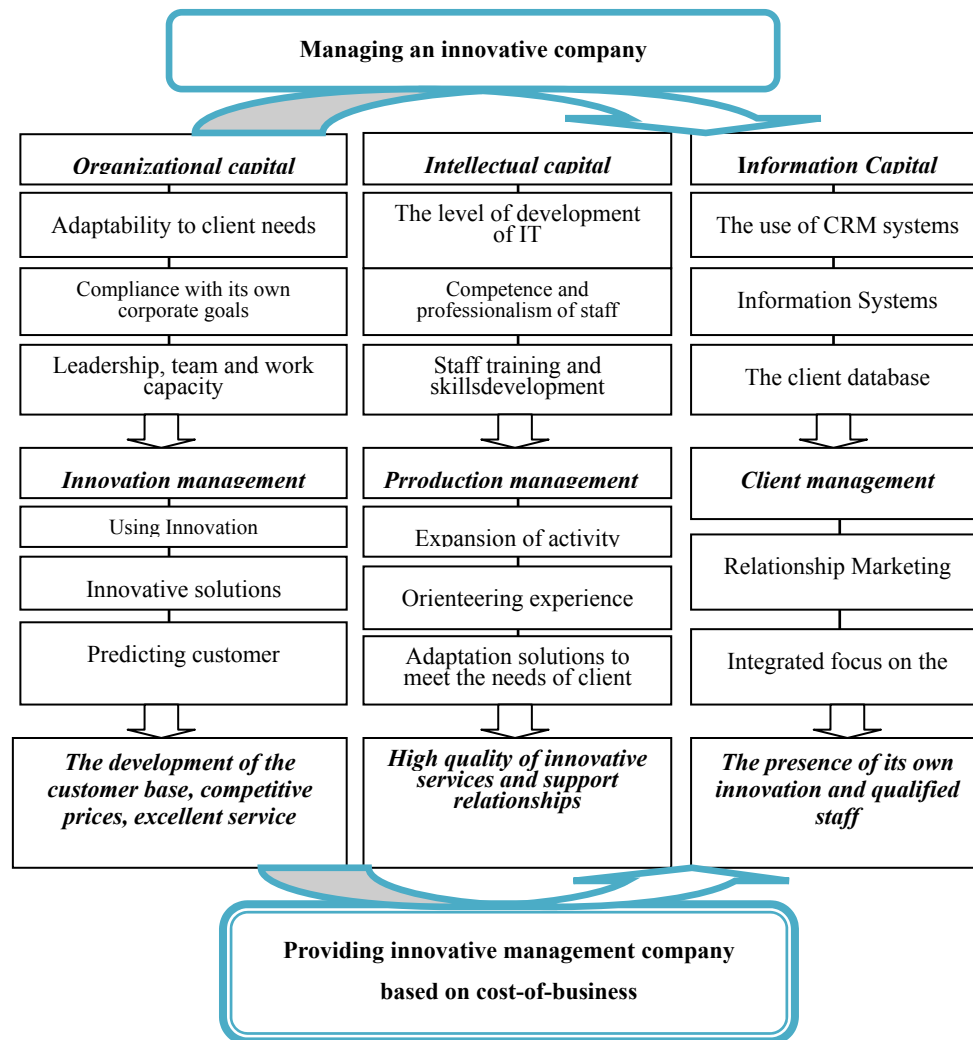 Managing an innovative company
Organizational capital
Adaptability to client needs
Compliance with its own
corporate goals
Leadership, team and work
capacity
Innovation management
Using Innovation
Innovative solutions
Predicting customer
The development of the
customer base, competitive
prices, excellent service
Intellectual capital
The level of development
of IT
Competence and
professionalism of staff
Staff training and
skillsdevelopment
Prroduction management
Expansion of activity
Orienteering experience
Adaptation solutions to
meet the needs of client
High quality of innovative
services and support
relationships
Information Capital
The use of CRM systems
Information Systems
The client database
Client management
Relationship Marketing
Integrated focus on the
The presence of its own
innovation and qualified
staff
Providing innovative management company
based on cost-of-business